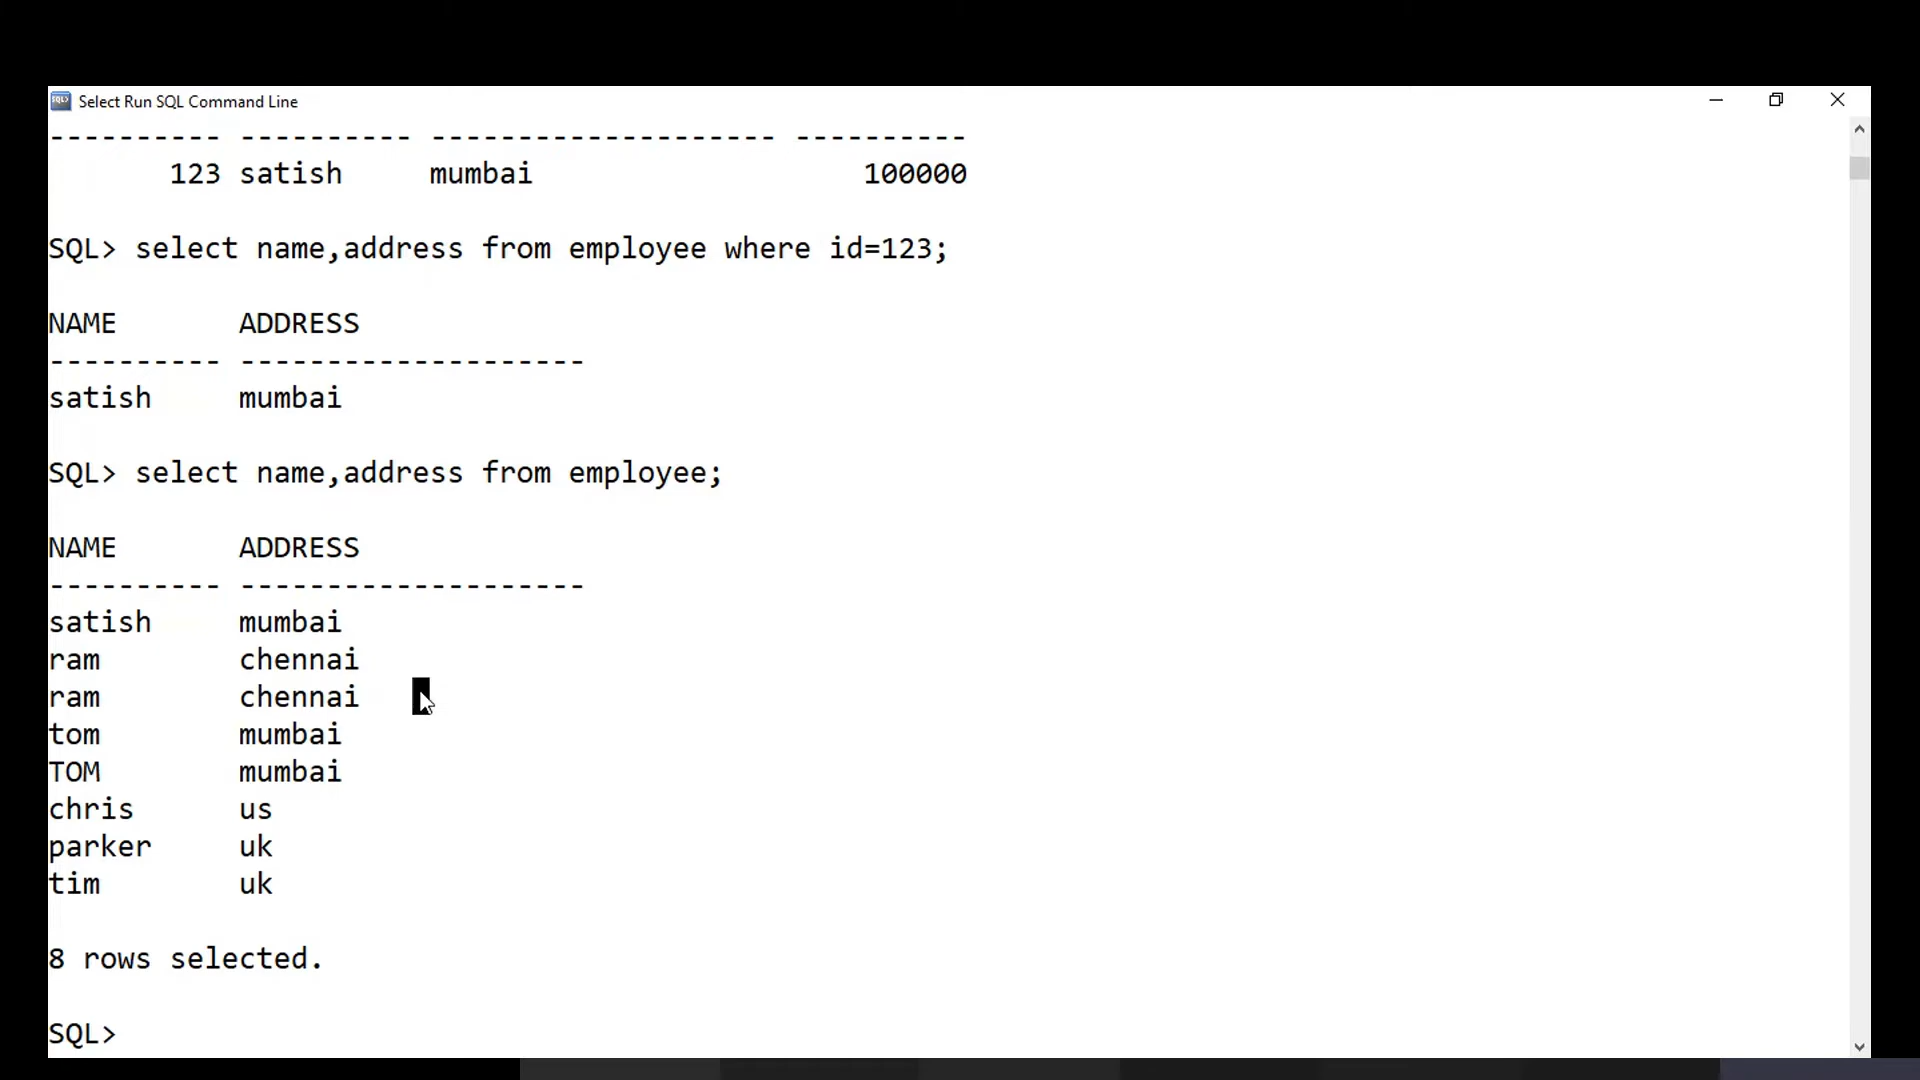 Select Run SQL Command Line
---------- ---------- -------------------- ----------
       123 satish     mumbai                   100000
SQL> select name,address from employee where id=123;
NAME       ADDRESS
---------- --------------------
satish     mumbai
SQL> select name,address from employee;
NAME       ADDRESS
---------- --------------------
satish     mumbai
ram        chennai
ram        chennai
tom        mumbai
TOM        mumbai
chris      us
parker     uk
tim        uk
8 rows selected.
SQL>